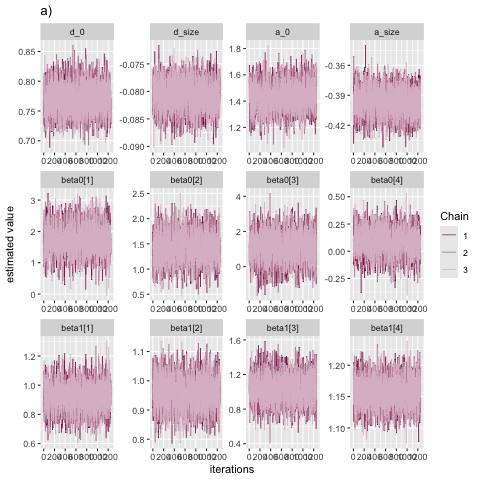 a)
d_0 d_size a_0 a_size
0.85 0.80 0.75 0.70
-0.075 -0.080 -0.085 -0.090
1.8 1.6 1.4 1.2
-0.36 -0.39 -0.42
beta0[1] beta0[2] beta0[3] beta0[4]
3 2 1 0
2.5 2.0 1.5 1.0 0.5
4 2 0
0.50 0.25 0.00 -0.25
beta1[1] beta1[2] beta1[3] beta1[4]
1.2 1.0 0.8 0.6
1.1 1.0 0.9 0.8
1.6 1.2 0.8 0.4
1.20 1.15 1.10
estimated value
iterations
Chain
1
2
3